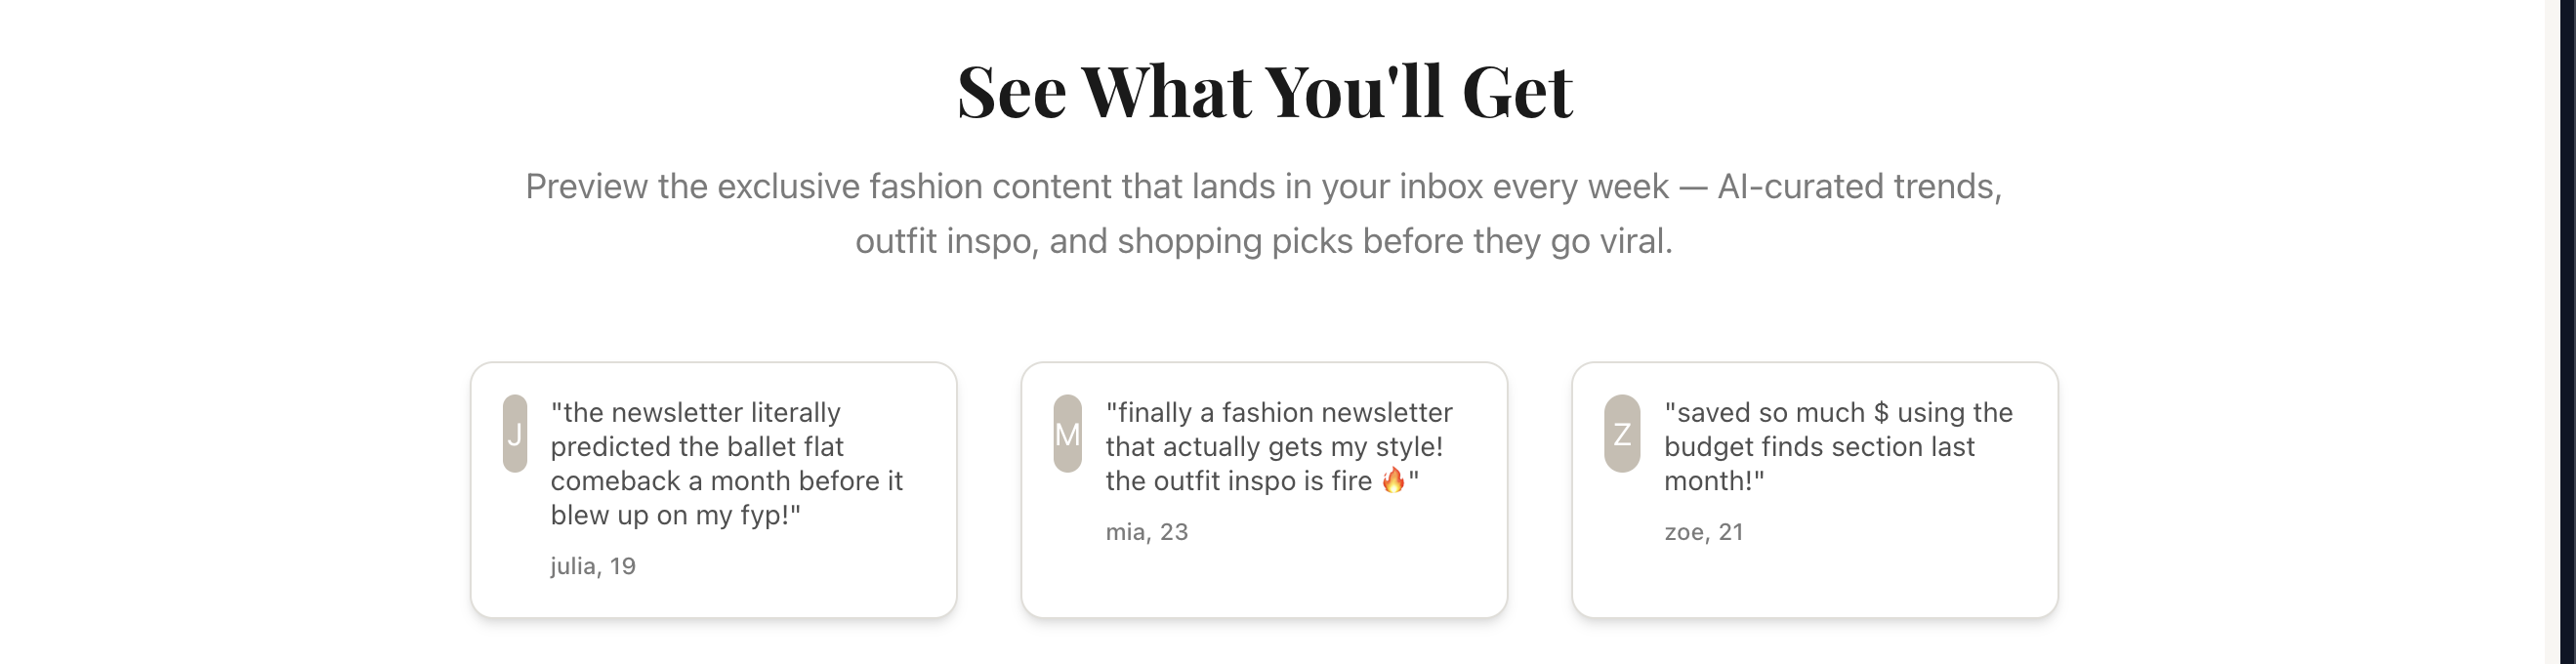 See What You'll Get
Preview the exclusive fashion content that lands in your inbox every week — AI-curated trends,
outfit inspo, and shopping picks before they go viral.
J
"the newsletter literally
predicted the ballet flat
comeback a month before it
blew up on my fyp!"
julia, 19
M
"finally a fashion newsletter
that actually gets my style!
the outfit inspo is fire 🔥"
mia, 23
Z
"saved so much $ using the
budget finds section last
month!"
zoe, 21